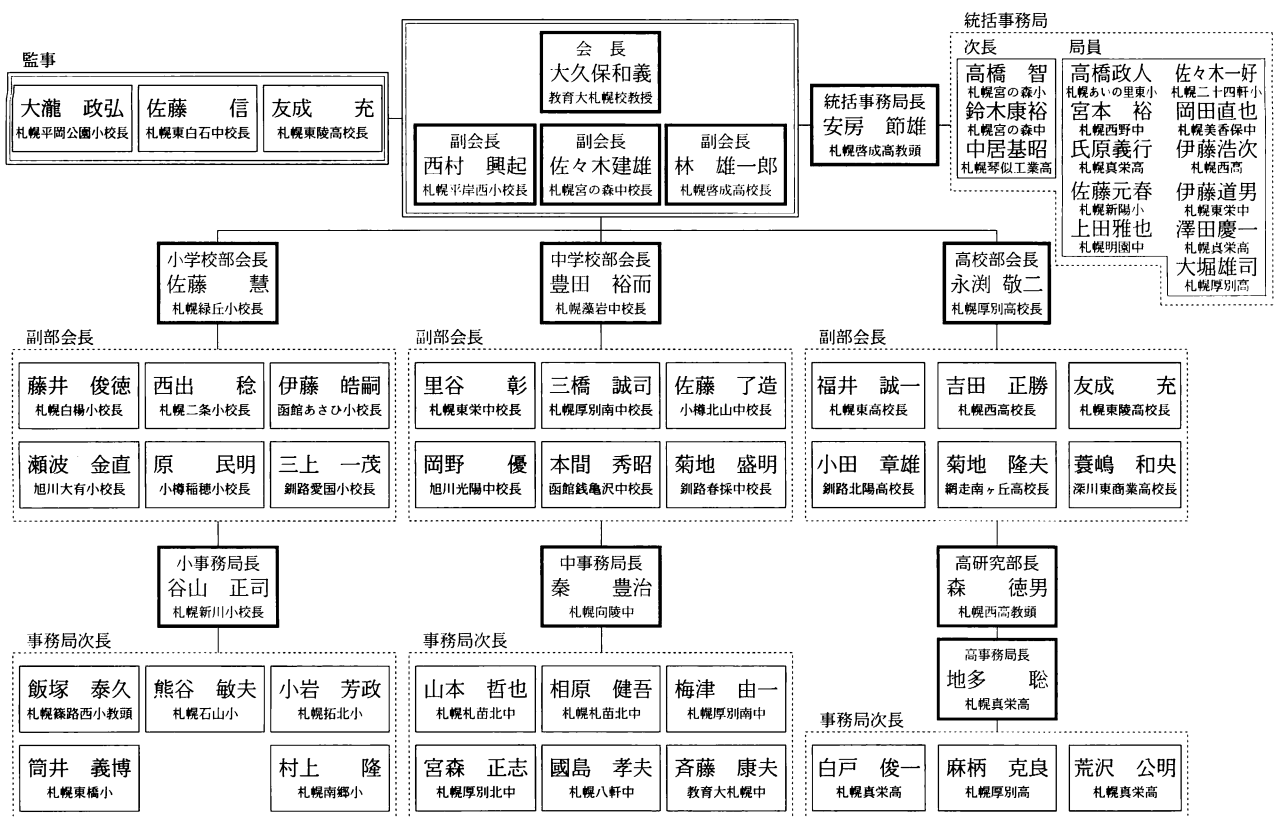 監事
大瀧　政弘
札幌平岡公園小校長
佐藤　信
札幌東白石中校長
友成　充
札幌東陵高校長
会　長
大久保和義
教育大札幌校教授
副会長
西村　興起
札幌平岸西小校長
副会長
佐々木建雄
札幌宮の森中校長
副会長
林　雄一郎
札幌啓成高校長
統括事務局長
安房　節雄
札幌啓成高教頭
統括事務局
次長
高橋　智
札幌宮の森小
鈴木康裕
札幌宮の森中
中居基昭
札幌琴似工業高
局員
高橋政人
札幌あいの里東小
宮本　裕
札幌西野中
氏原義行
札幌真栄高
佐藤元春
札幌新陽小
上田雅也
札幌明園中
佐々木一好
札幌二十四軒小
岡田直也
札幌美香保中
伊藤浩次
札幌西高
伊藤道男
札幌東栄中
澤田慶一
札幌真栄高
大堀雄司
札幌厚別高
小学校部会長
佐藤　慧
札幌緑丘小校長
副部会長
藤井　俊徳
札幌白楊小校長
西出　稔
札幌二条小校長
伊藤　皓嗣
函館あさひ小校長
瀬波　金直
旭川大有小校長
原　民明
小樽稲穂小校長
三上　一茂
釧路愛国小校長
小事務局長
谷山　正司
札幌新川小校長
事務局次長
飯塚　泰久
札幌篠路西小教頭
熊谷　敏夫
札幌石山小
小岩　芳政
札幌拓北小
筒井　義博
札幌東橋小
村上　隆
札幌南郷小
中学校部会長
豊田　裕而
札幌藻岩中校長
副部会長
里谷　彰
札幌東栄中校長
三橋　誠司
札幌厚別南中校長
佐藤　了造
小樽北山中校長
岡野　優
旭川光陽中校長
本間　秀昭
函館銭亀沢中校長
菊地　盛明
釧路春採中校長
中事務局長
秦　豊治
札幌向陵中
事務局次長
山本　哲也
札幌札苗北中
相原　健吾
札幌札苗北中
梅津　由一
札幌厚別南中
宮森　正志
札幌厚別北中
國島　孝夫
札幌八軒中
斉藤　康夫
教育大札幌中
高校部会長
永渕 敬二
札幌厚別高校長
副部会長
福井　誠一
札幌東高校長
吉田　正勝
札幌西高校長
友成　充
札幌東陵高校長
小田　章雄
釧路北陽高校長
菊地　隆夫
網走南ヶ丘高校長
蓑嶋　和央
深川東商業高校長
高研究部長
森　徳男
札幌西高教頭
高事務局長
地多　聡
札幌真栄高
事務局次長
白戸　俊一
札幌真栄高
麻柄　克良
札幌厚別高
荒沢　公明
札幌真栄高